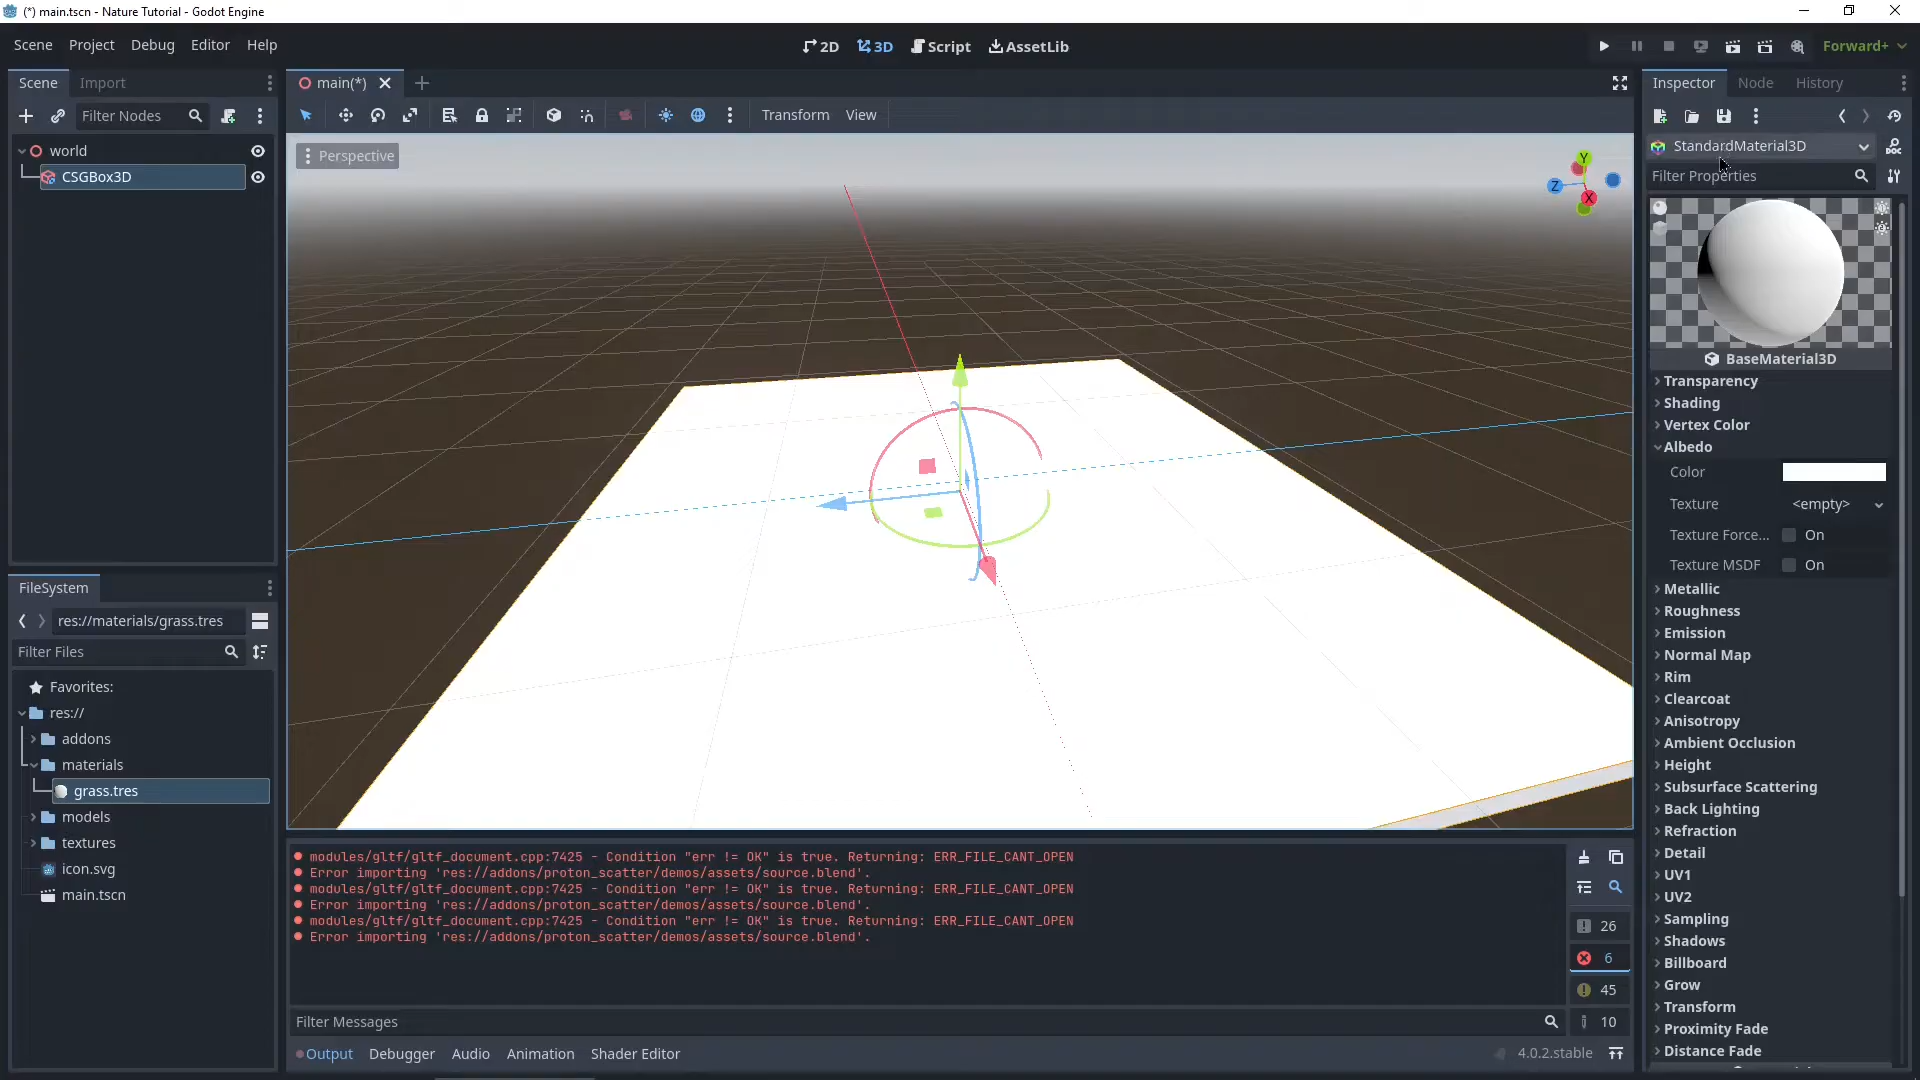 (*) main.tscn - Nature Tutorial - Godot Engine
Scene Project Debug Editor Help
2D 3D Script AssetLib
Forward+
Scene Import
Filter Nodes
world
CSGBox3D
main(*)
Transform View
Perspective
Y
Z
X
FileSystem
res://materials/grass.tres
Filter Files
Favorites:
res://
addons
materials
grass.tres
models
textures
icon.svg
main.tscn
modules/gltf/gltf_document.cpp:7425 - Condition "err != OK" is true. Returning: ERR_FILE_CANT_OPEN
Error importing 'res://addons/proton_scatter/demos/assets/source.blend'.
modules/gltf/gltf_document.cpp:7425 - Condition "err != OK" is true. Returning: ERR_FILE_CANT_OPEN
Error importing 'res://addons/proton_scatter/demos/assets/source.blend'.
modules/gltf/gltf_document.cpp:7425 - Condition "err != OK" is true. Returning: ERR_FILE_CANT_OPEN
Error importing 'res://addons/proton_scatter/demos/assets/source.blend'.
26
6
45
10
Filter Messages
Output Debugger Audio Animation Shader Editor
4.0.2.stable
Inspector Node History
StandardMaterial3D
Filter Properties
BaseMaterial3D
Transparency
Shading
Vertex Color
Albedo
Color
Texture <empty>
Texture Force... On
Texture MSDF On
Metallic
Roughness
Emission
Normal Map
Rim
Clearcoat
Anisotropy
Ambient Occlusion
Height
Subsurface Scattering
Back Lighting
Refraction
Detail
UV1
UV2
Sampling
Shadows
Billboard
Grow
Transform
Proximity Fade
Distance Fade